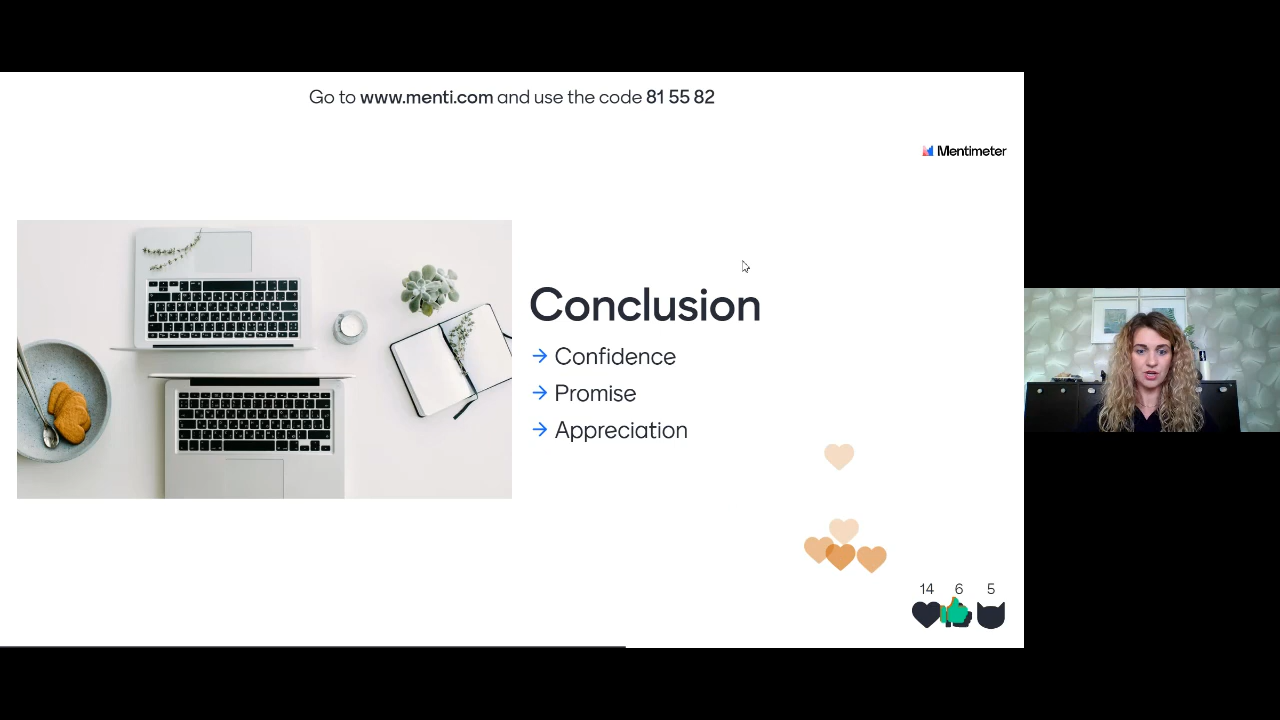 Go to www.menti.com and use the code 81 55 82
Mentimeter
Conclusion
→ Confidence
→ Promise
→ Appreciation
14 6 5